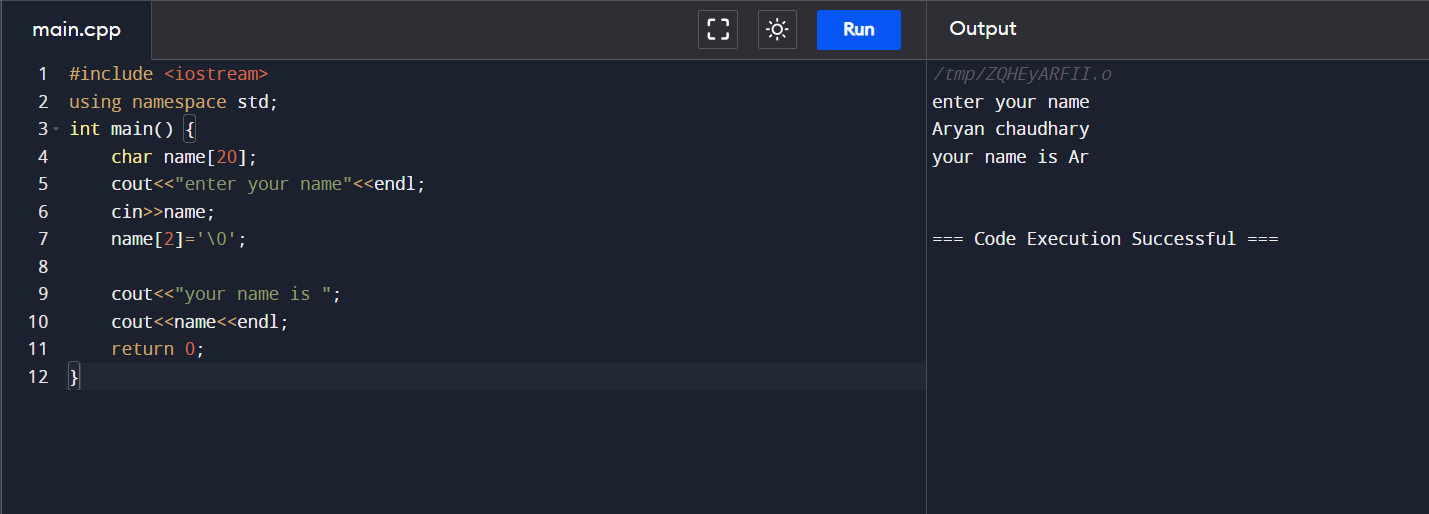 main.cpp
Run
Output
1 #include <iostream>
2 using namespace std;
3 int main() {
4     char name[20];
5     cout<<"enter your name"<<endl;
6     cin>>name;
7     name[2]='\0';
8
9     cout<<"your name is ";
10     cout<<name<<endl;
11     return 0;
12 }
/tmp/ZQHEyARFII.o
enter your name
Aryan chaudhary
your name is Ar
=== Code Execution Successful ===